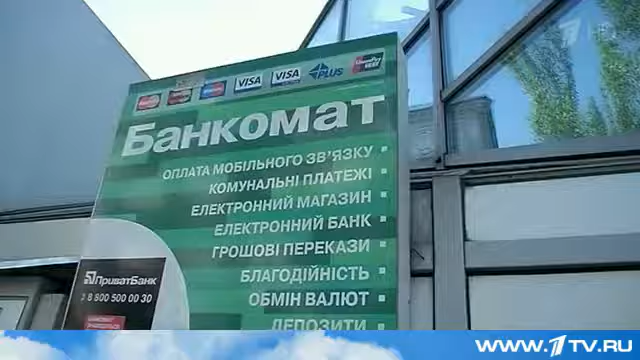 VISA
VISA
PLUS
Банкомат
ОПЛАТА МОБІЛЬНОГО ЗВ'ЯЗКУ
КОМУНАЛЬНІ ПЛАТЕЖІ
ЕЛЕКТРОННИЙ МАГАЗИН
ЕЛЕКТРОННИЙ БАНК
ГРОШОВІ ПЕРЕКАЗИ
БЛАГОДІЙНІСТЬ
ОБМІН ВАЛЮТ
ДЕПОЗИТИ
ПриватБанк
8 800 500 00 30
WWW.1TV.RU